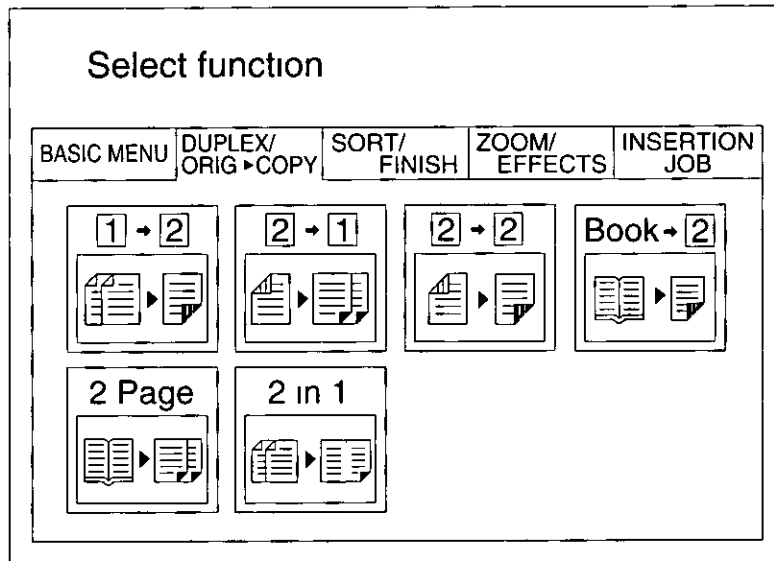 Select function
BASIC MENU
DUPLEX/
ORIG ▸COPY
SORT/
FINISH
ZOOM/
EFFECTS
INSERTION
JOB
1 → 2
2 → 1
2 → 2
Book → 2
2 Page
2 in 1